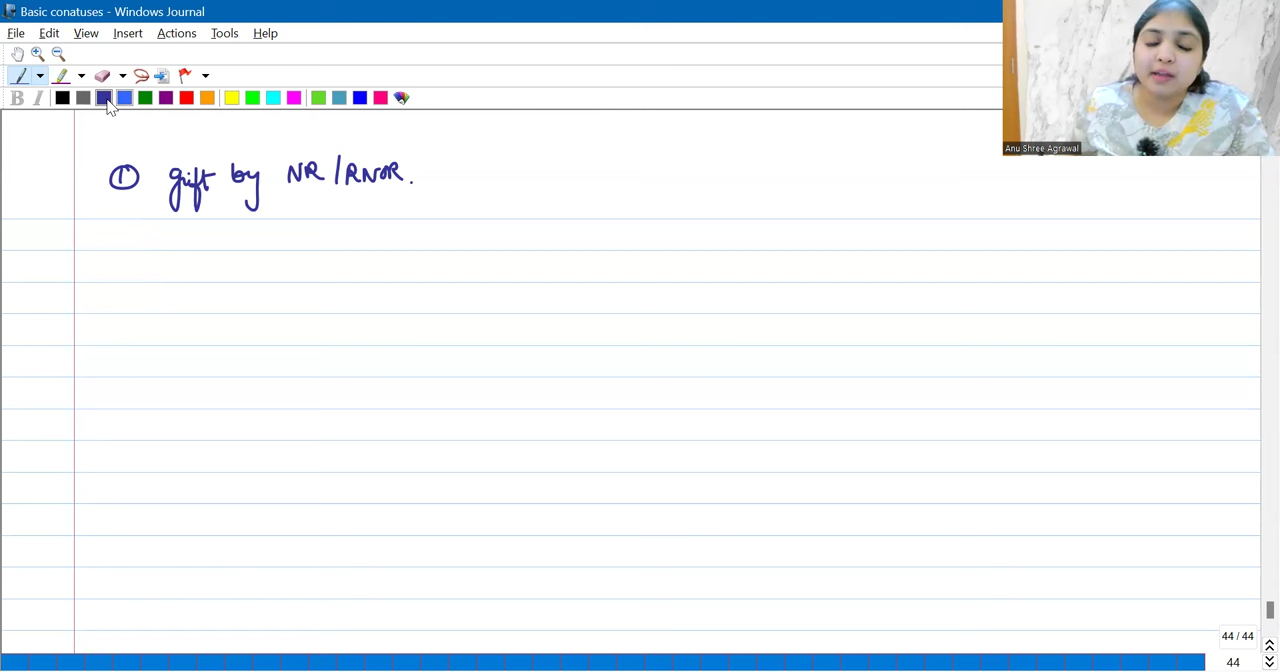 Basic conatuses - Windows Journal
File Edit View Insert Actions Tools Help
B I
Anu Shree Agrawal
① gift by NR / RNOR.
44 / 44
44